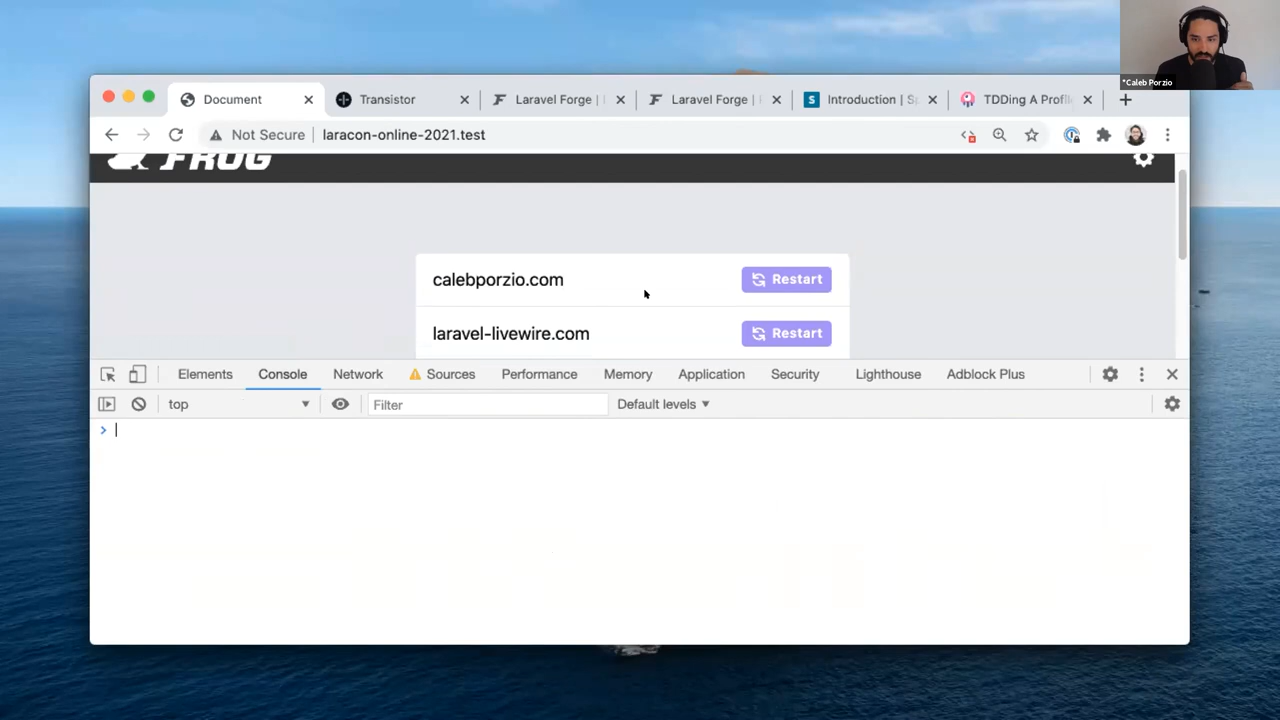 *Caleb Porzio
Document
Transistor
Laravel Forge |
Laravel Forge |
Introduction | S
TDDing A Profil
Not Secure
laracon-online-2021.test
FROG
calebporzio.com
Restart
laravel-livewire.com
Restart
Elements
Console
Network
Sources
Performance
Memory
Application
Security
Lighthouse
Adblock Plus
top
Filter
Default levels
>